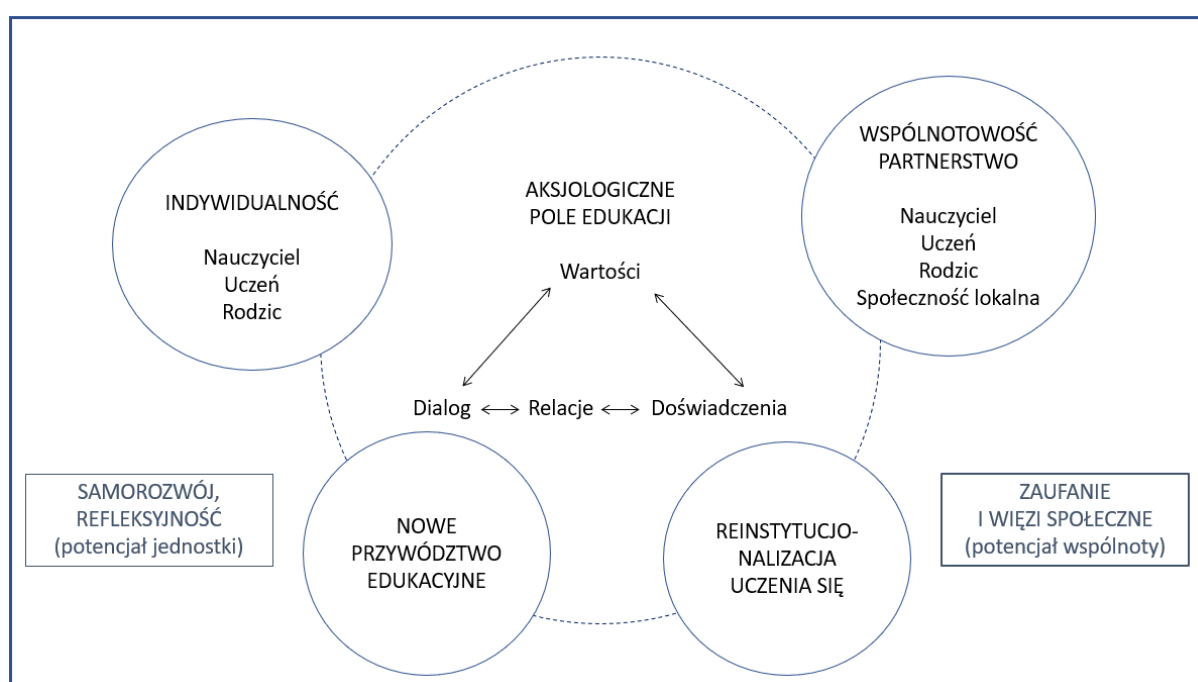 INDYWIDUALNOŚĆ
Nauczyciel
Uczeń
Rodzic
AKSJOLOGICZNE
POLE EDUKACJI
Wartości
WSPÓLNOTOWOŚĆ
PARTNERSTWO
Nauczyciel
Uczeń
Rodzic
Społeczność lokalna
Dialog Relacje Doświadczenia
SAMOROZWÓJ,
REFLEKSYJNOŚĆ
(potencjał jednostki)
NOWE
PRZYWÓDZTWO
EDUKACYJNE
REINSTYTUCJO-
NALIZACJA
UCZENIA SIĘ
ZAUFANIE
I WIĘZI SPOŁECZNE
(potencjał wspólnoty)